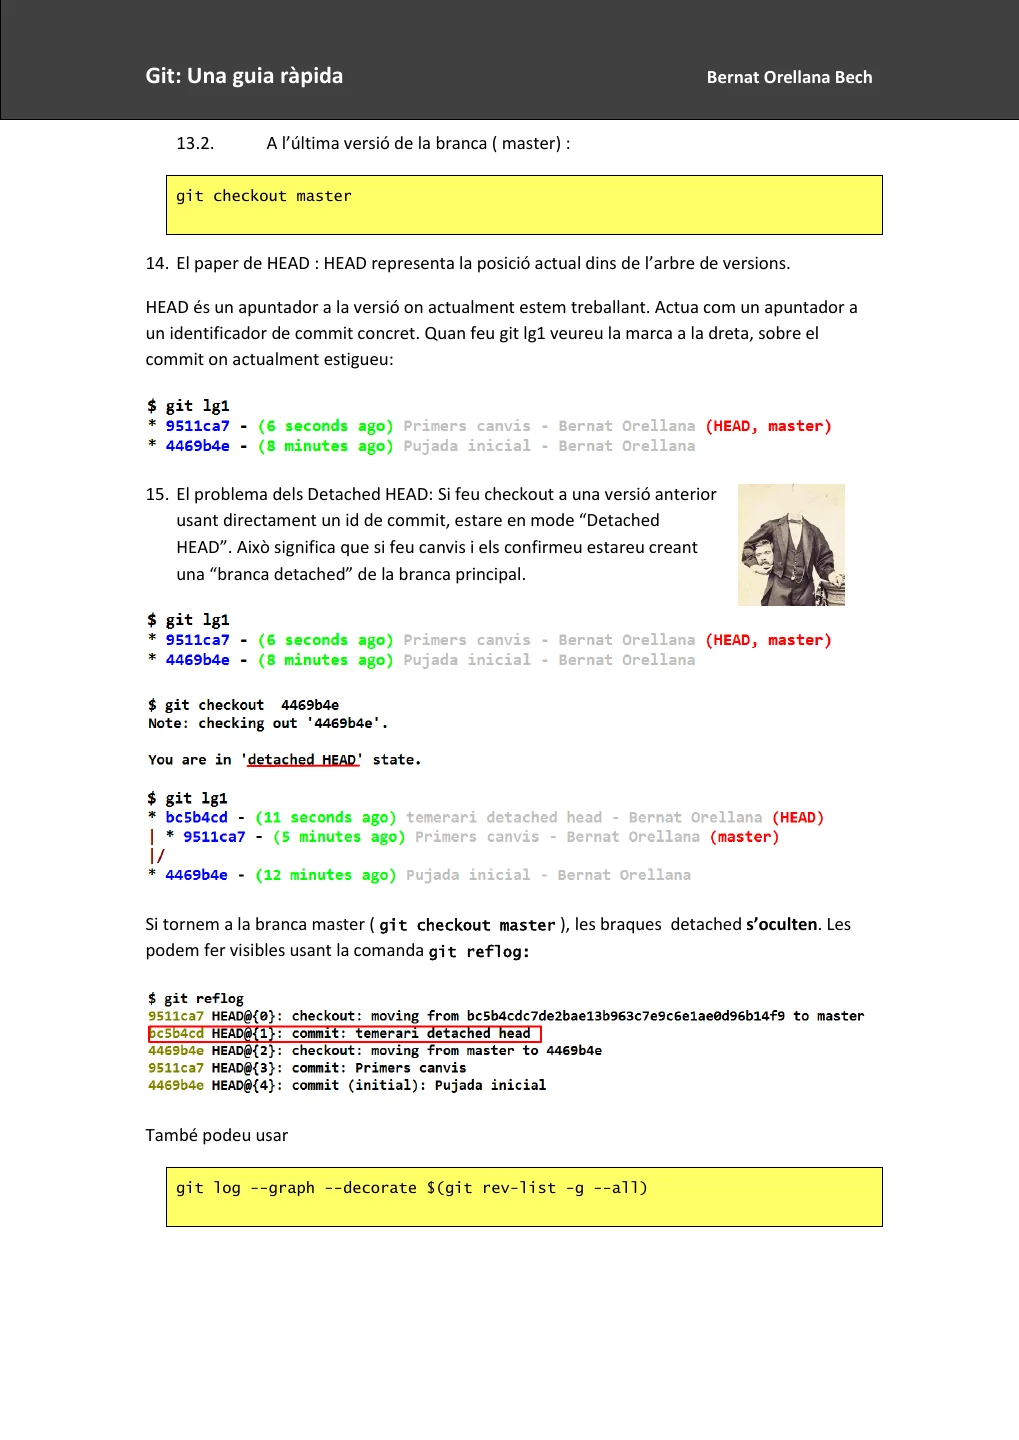 Git: Una guia ràpida Bernat Orellana Bech
13.2. A l’última versió de la branca ( master) :
git checkout master
14. El paper de HEAD : HEAD representa la posició actual dins de l’arbre de versions.
HEAD és un apuntador a la versió on actualment estem treballant. Actua com un apuntador a
un identificador de commit concret. Quan feu git lg1 veureu la marca a la dreta, sobre el
commit on actualment estigueu:
$ git lg1
* 9511ca7 - (6 seconds ago) Primers canvis - Bernat Orellana (HEAD, master)
* 4469b4e - (8 minutes ago) Pujada inicial - Bernat Orellana
15. El problema dels Detached HEAD: Si feu checkout a una versió anterior
usant directament un id de commit, estare en mode “Detached
HEAD”. Això significa que si feu canvis i els confirmeu estareu creant
una “branca detached” de la branca principal.
$ git lg1
* 9511ca7 - (6 seconds ago) Primers canvis - Bernat Orellana (HEAD, master)
* 4469b4e - (8 minutes ago) Pujada inicial - Bernat Orellana
$ git checkout 4469b4e
Note: checking out '4469b4e'.
You are in 'detached HEAD' state.
$ git lg1
* bc5b4cd - (11 seconds ago) temerari detached head - Bernat Orellana (HEAD)
| * 9511ca7 - (5 minutes ago) Primers canvis - Bernat Orellana (master)
|/
* 4469b4e - (12 minutes ago) Pujada inicial - Bernat Orellana
Si tornem a la branca master ( git checkout master ), les braques detached s’oculten. Les
podem fer visibles usant la comanda git reflog:
$ git reflog
9511ca7 HEAD@{0}: checkout: moving from bc5b4cdc7de2bae13b963c7e9c6e1ae0d96b14f9 to master
bc5b4cd HEAD@{1}: commit: temerari detached head
4469b4e HEAD@{2}: checkout: moving from master to 4469b4e
9511ca7 HEAD@{3}: commit: Primers canvis
4469b4e HEAD@{4}: commit (initial): Pujada inicial
També podeu usar
git log --graph --decorate $(git rev-list -g --all)